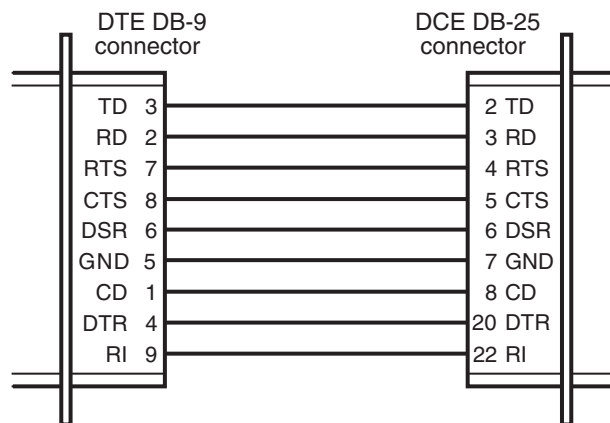 DTE DB-9 connector
DCE DB-25 connector
TD 3
2 TD
RD 2
3 RD
RTS 7
4 RTS
CTS 8
5 CTS
DSR 6
6 DSR
GND 5
7 GND
CD 1
8 CD
DTR 4
20 DTR
RI 9
22 RI